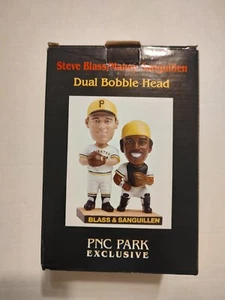 Steve Blass/Manny Sanguillen
Dual Bobble Head
P
BLASS & SANGUILLEN
PNC PARK
EXCLUSIVE